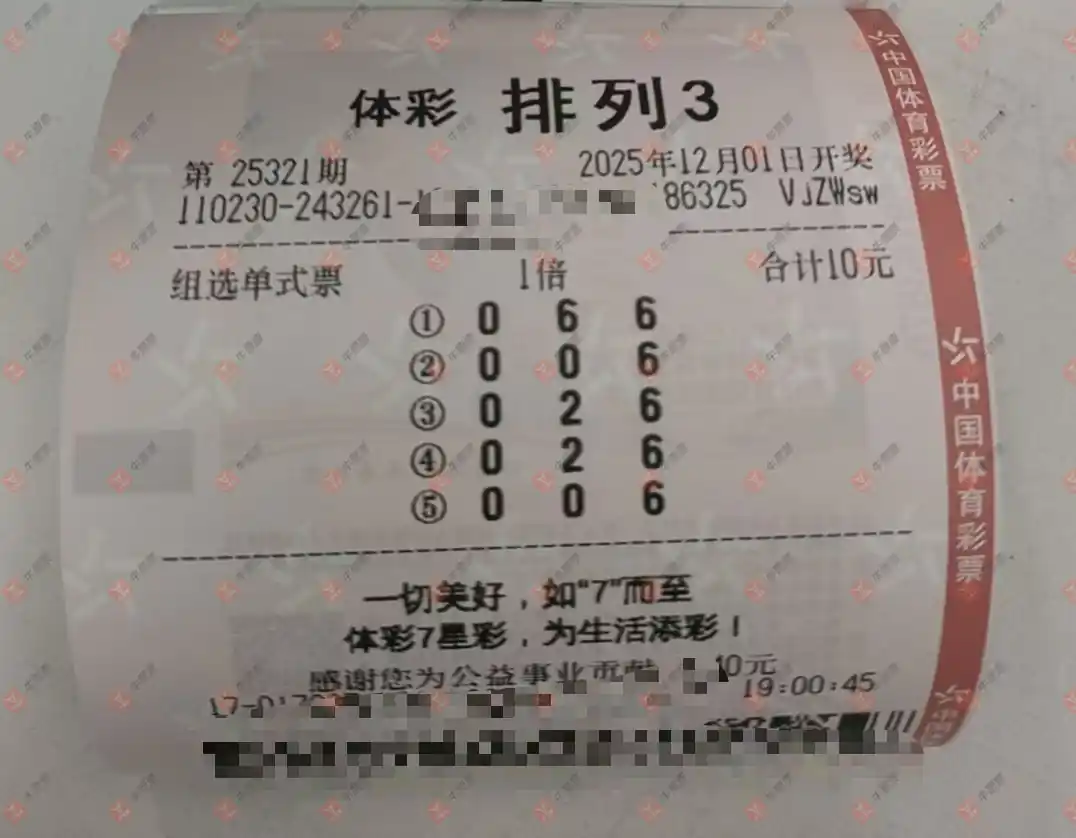 体彩 排列3
第 25321期 2025年12月01日开奖
110230-243261- 86325 VJZWsw
组选单式票 1倍 合计10元
① 0 6 6
② 0 0 6
③ 0 2 6
④ 0 2 6
⑤ 0 0 6
一切美好，如“7”而至
体彩7星彩，为生活添彩！
感谢您为公益事业贡献 10元
19:00:45
中国体育彩票
中国体育彩票
中国